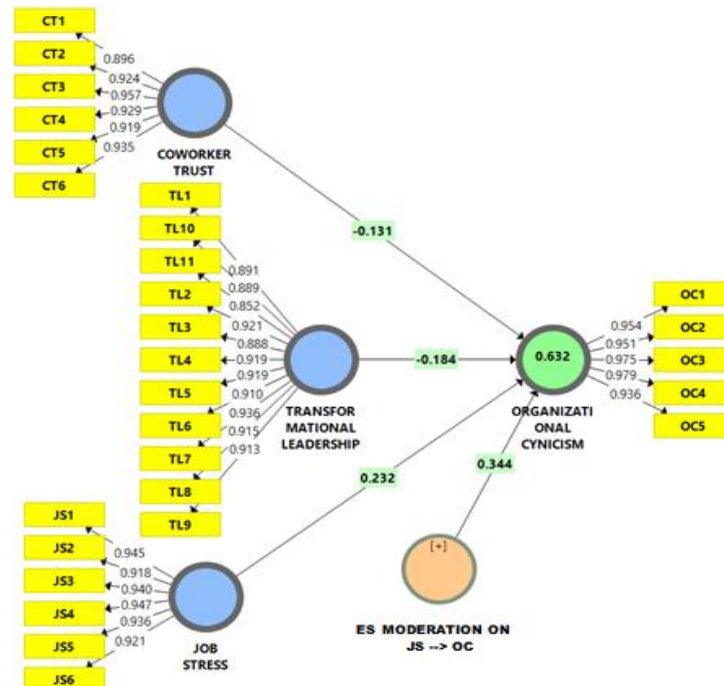 CT1
CT2
CT3
CT4
CT5
CT6
0.896
0.924
0.957
0.929
0.919
0.935
COWORKER
TRUST
-0.131
TL1
TL10
TL11
TL2
TL3
TL4
TL5
TL6
TL7
TL8
TL9
0.891
0.889
0.852
0.921
0.888
0.919
0.919
0.910
0.936
0.915
0.913
TRANSFOR
MATIONAL
LEADERSHIP
-0.184
0.632
ORGANIZATI
ONAL
CYNICISM
0.954
0.951
0.975
0.979
0.936
OC1
OC2
OC3
OC4
OC5
0.232
0.344
JS1
JS2
JS3
JS4
JS5
JS6
0.945
0.918
0.940
0.947
0.936
0.921
JOB
STRESS
[+]
ES MODERATION ON
JS --> OC